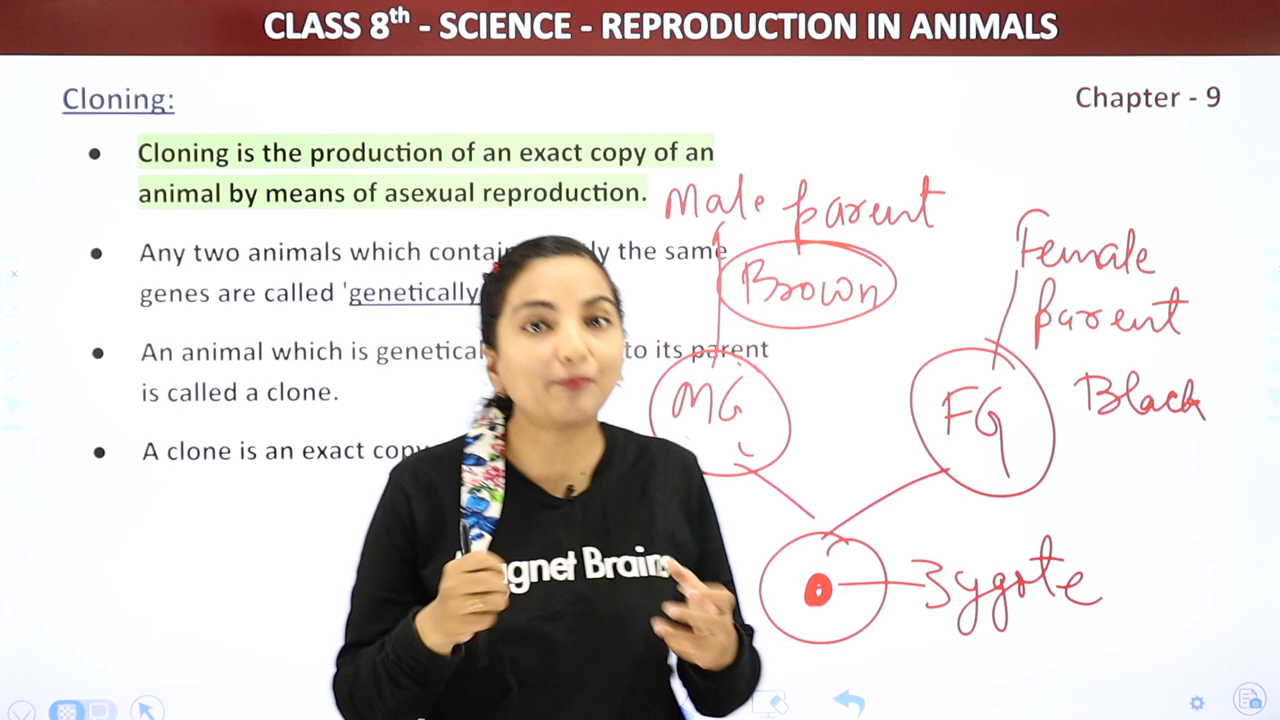 CLASS 8th - SCIENCE - REPRODUCTION IN ANIMALS
Cloning:
Chapter - 9
Cloning is the production of an exact copy of an
animal by means of asexual reproduction.
Any two animals which contain the same
genes are called 'genetically
An animal which is genetical to its parent
is called a clone.
A clone is an exact copy
Male parent
Brown
Female
parent
Black
MG
FG
Zygote
agnet Brains